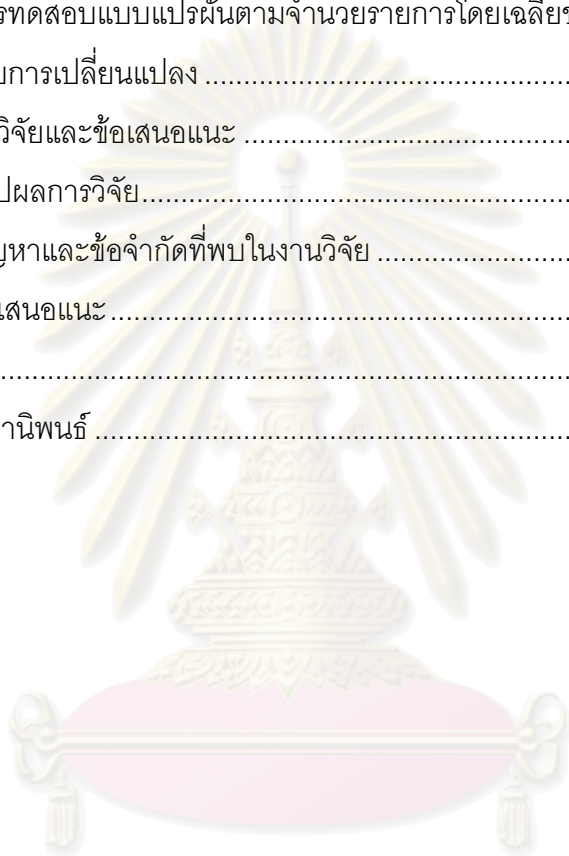 รทดสอบแบบแปรผันตามจำนวยรายการโดยเฉลี่ย
บการเปลี่ยนแปลง ..........................................
วิจัยและข้อเสนอแนะ ......................................
ปผลการวิจัย..................................................
ญหาและข้อจำกัดที่พบในงานวิจัย ......................
เสนอแนะ......................................................
..................................................................
านิพนธ์ ........................................................